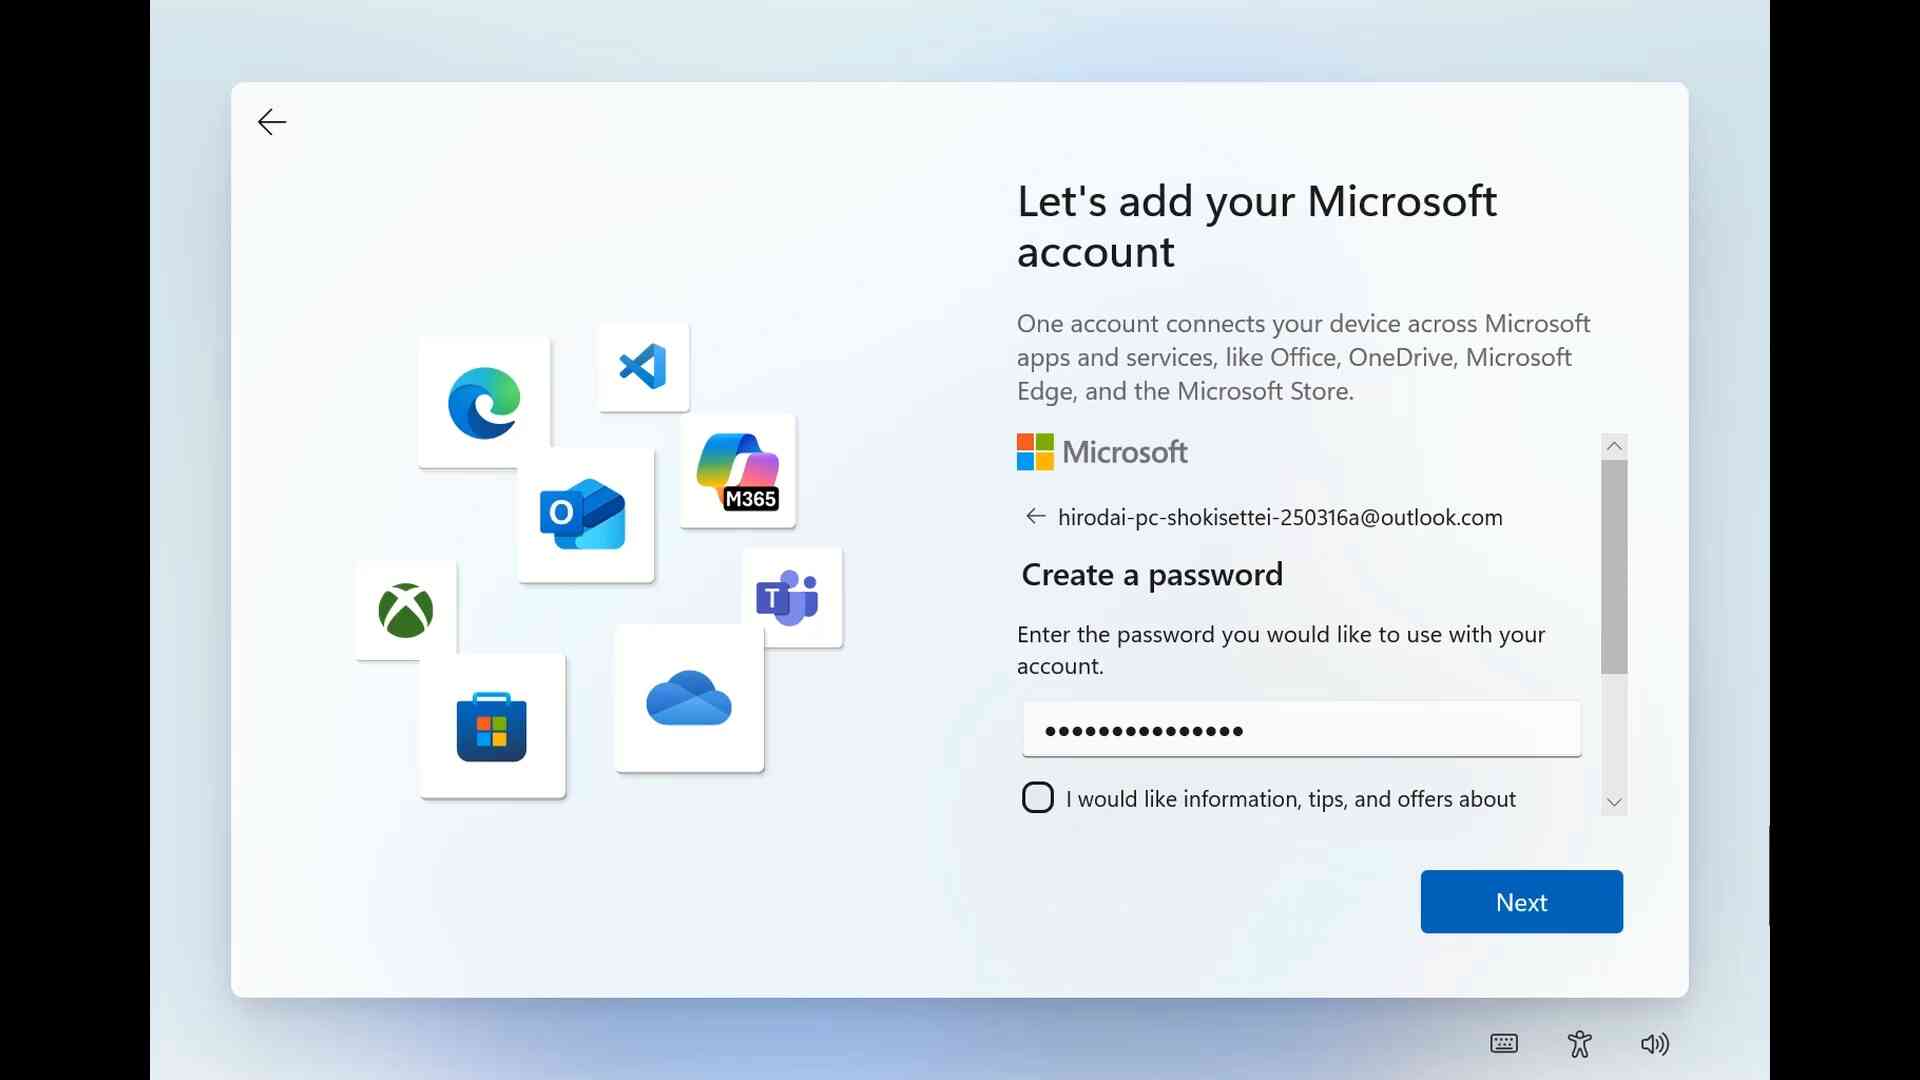 Let's add your Microsoft
account
One account connects your device across Microsoft
apps and services, like Office, OneDrive, Microsoft
Edge, and the Microsoft Store.
Microsoft
hirodai-pc-shokisettei-250316a@outlook.com
Create a password
Enter the password you would like to use with your
account.
••••••••••••••••
I would like information, tips, and offers about
Next
M365
O
T